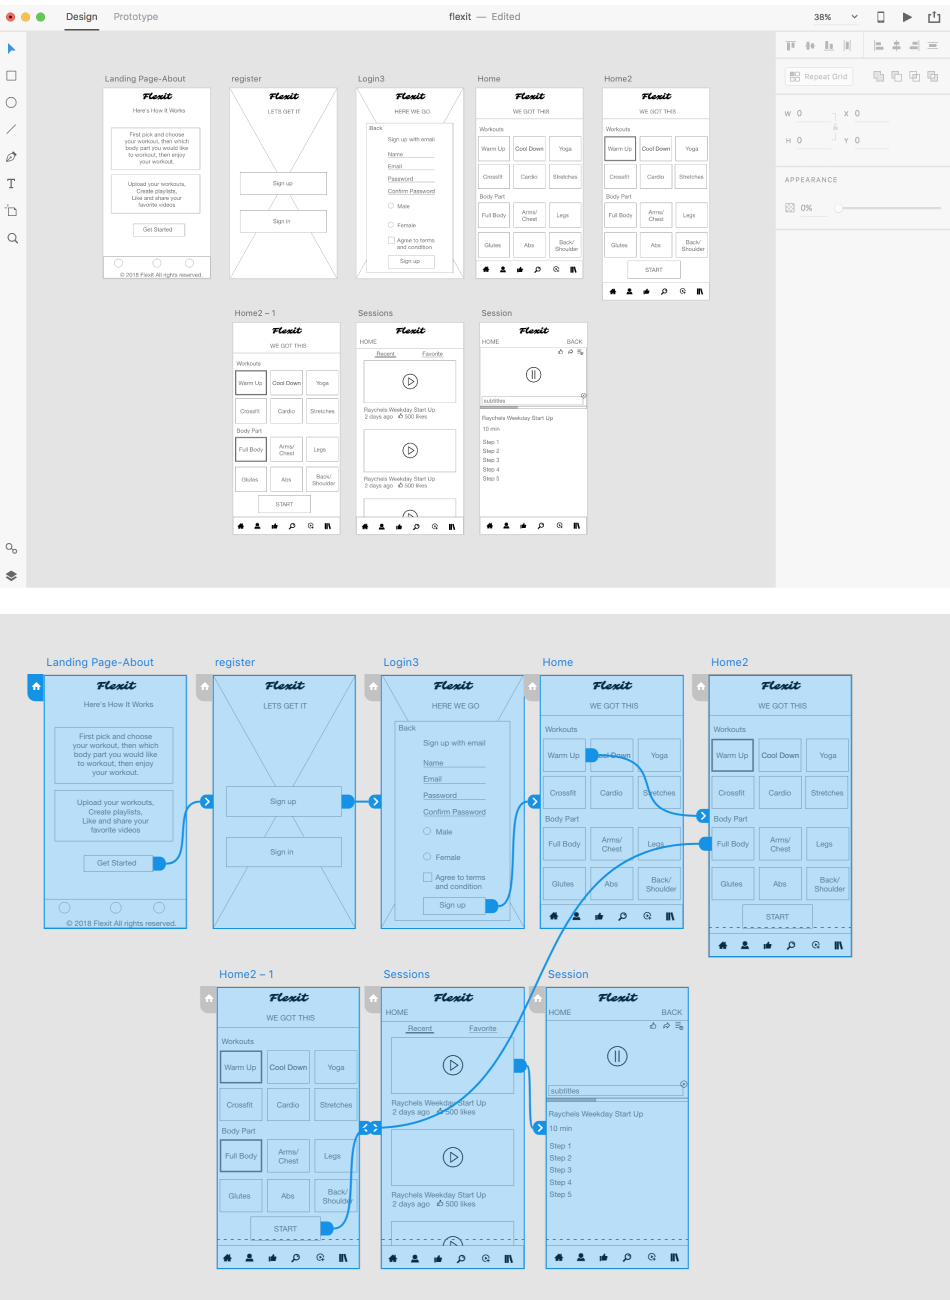 Design Prototype flexit — Edited 38%
Repeat Grid
W 0 X 0
H 0 Y 0
APPEARANCE
0%
Landing Page-About
Flexit
Here's How It Works
First pick and choose
your workout, then which
body part you would like
to workout, then enjoy
your workout.
Upload your workouts,
Create playlists,
Like and share your
favorite videos
Get Started
© 2018 Flexit All rights reserved.
register
Flexit
LETS GET IT
Sign up
Sign in
Login3
Flexit
HERE WE GO
Back
Sign up with email
Name
Email
Password
Confirm Password
Male
Female
Agree to terms
and condition
Sign up
Home
Flexit
WE GOT THIS
Workouts
Warm Up Cool Down Yoga
Crossfit Cardio Stretches
Body Part
Full Body Arms/
Chest Legs
Glutes Abs Back/
Shoulder
Home2
Flexit
WE GOT THIS
Workouts
Warm Up Cool Down Yoga
Crossfit Cardio Stretches
Body Part
Full Body Arms/
Chest Legs
Glutes Abs Back/
Shoulder
START
Home2 – 1
Flexit
WE GOT THIS
Workouts
Warm Up Cool Down Yoga
Crossfit Cardio Stretches
Body Part
Full Body Arms/
Chest Legs
Glutes Abs Back/
Shoulder
START
Sessions
Flexit
HOME
Recent Favorite
Raychels Weekday Start Up
2 days ago 500 likes
Raychels Weekday Start Up
2 days ago 500 likes
Session
Flexit
HOME BACK
subtitles
Raychels Weekday Start Up
10 min
Step 1
Step 2
Step 3
Step 4
Step 5
Landing Page-About
Flexit
Here's How It Works
First pick and choose
your workout, then which
body part you would like
to workout, then enjoy
your workout.
Upload your workouts,
Create playlists,
Like and share your
favorite videos
Get Started
© 2018 Flexit All rights reserved.
register
Flexit
LETS GET IT
Sign up
Sign in
Login3
Flexit
HERE WE GO
Back
Sign up with email
Name
Email
Password
Confirm Password
Male
Female
Agree to terms
and condition
Sign up
Home
Flexit
WE GOT THIS
Workouts
Warm Up Cool Down Yoga
Crossfit Cardio Stretches
Body Part
Full Body Arms/
Chest Legs
Glutes Abs Back/
Shoulder
Home2
Flexit
WE GOT THIS
Workouts
Warm Up Cool Down Yoga
Crossfit Cardio Stretches
Body Part
Full Body Arms/
Chest Legs
Glutes Abs Back/
Shoulder
START
Home2 – 1
Flexit
WE GOT THIS
Workouts
Warm Up Cool Down Yoga
Crossfit Cardio Stretches
Body Part
Full Body Arms/
Chest Legs
Glutes Abs Back/
Shoulder
START
Sessions
Flexit
HOME
Recent Favorite
Raychels Weekday Start Up
2 days ago 500 likes
Raychels Weekday Start Up
2 days ago 500 likes
Session
Flexit
HOME BACK
subtitles
Raychels Weekday Start Up
10 min
Step 1
Step 2
Step 3
Step 4
Step 5